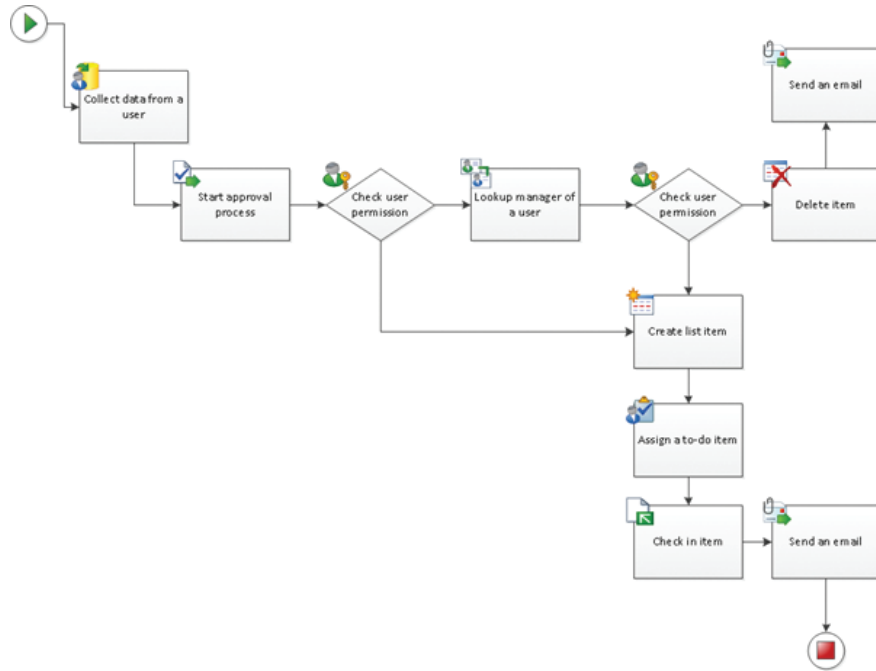 Collect data from a
user
Start approval
process
Check user
permission
Lookup manager of
a user
Check user
permission
Delete item
Send an email
Create list item
Assign a to-do item
Check in item
Send an email